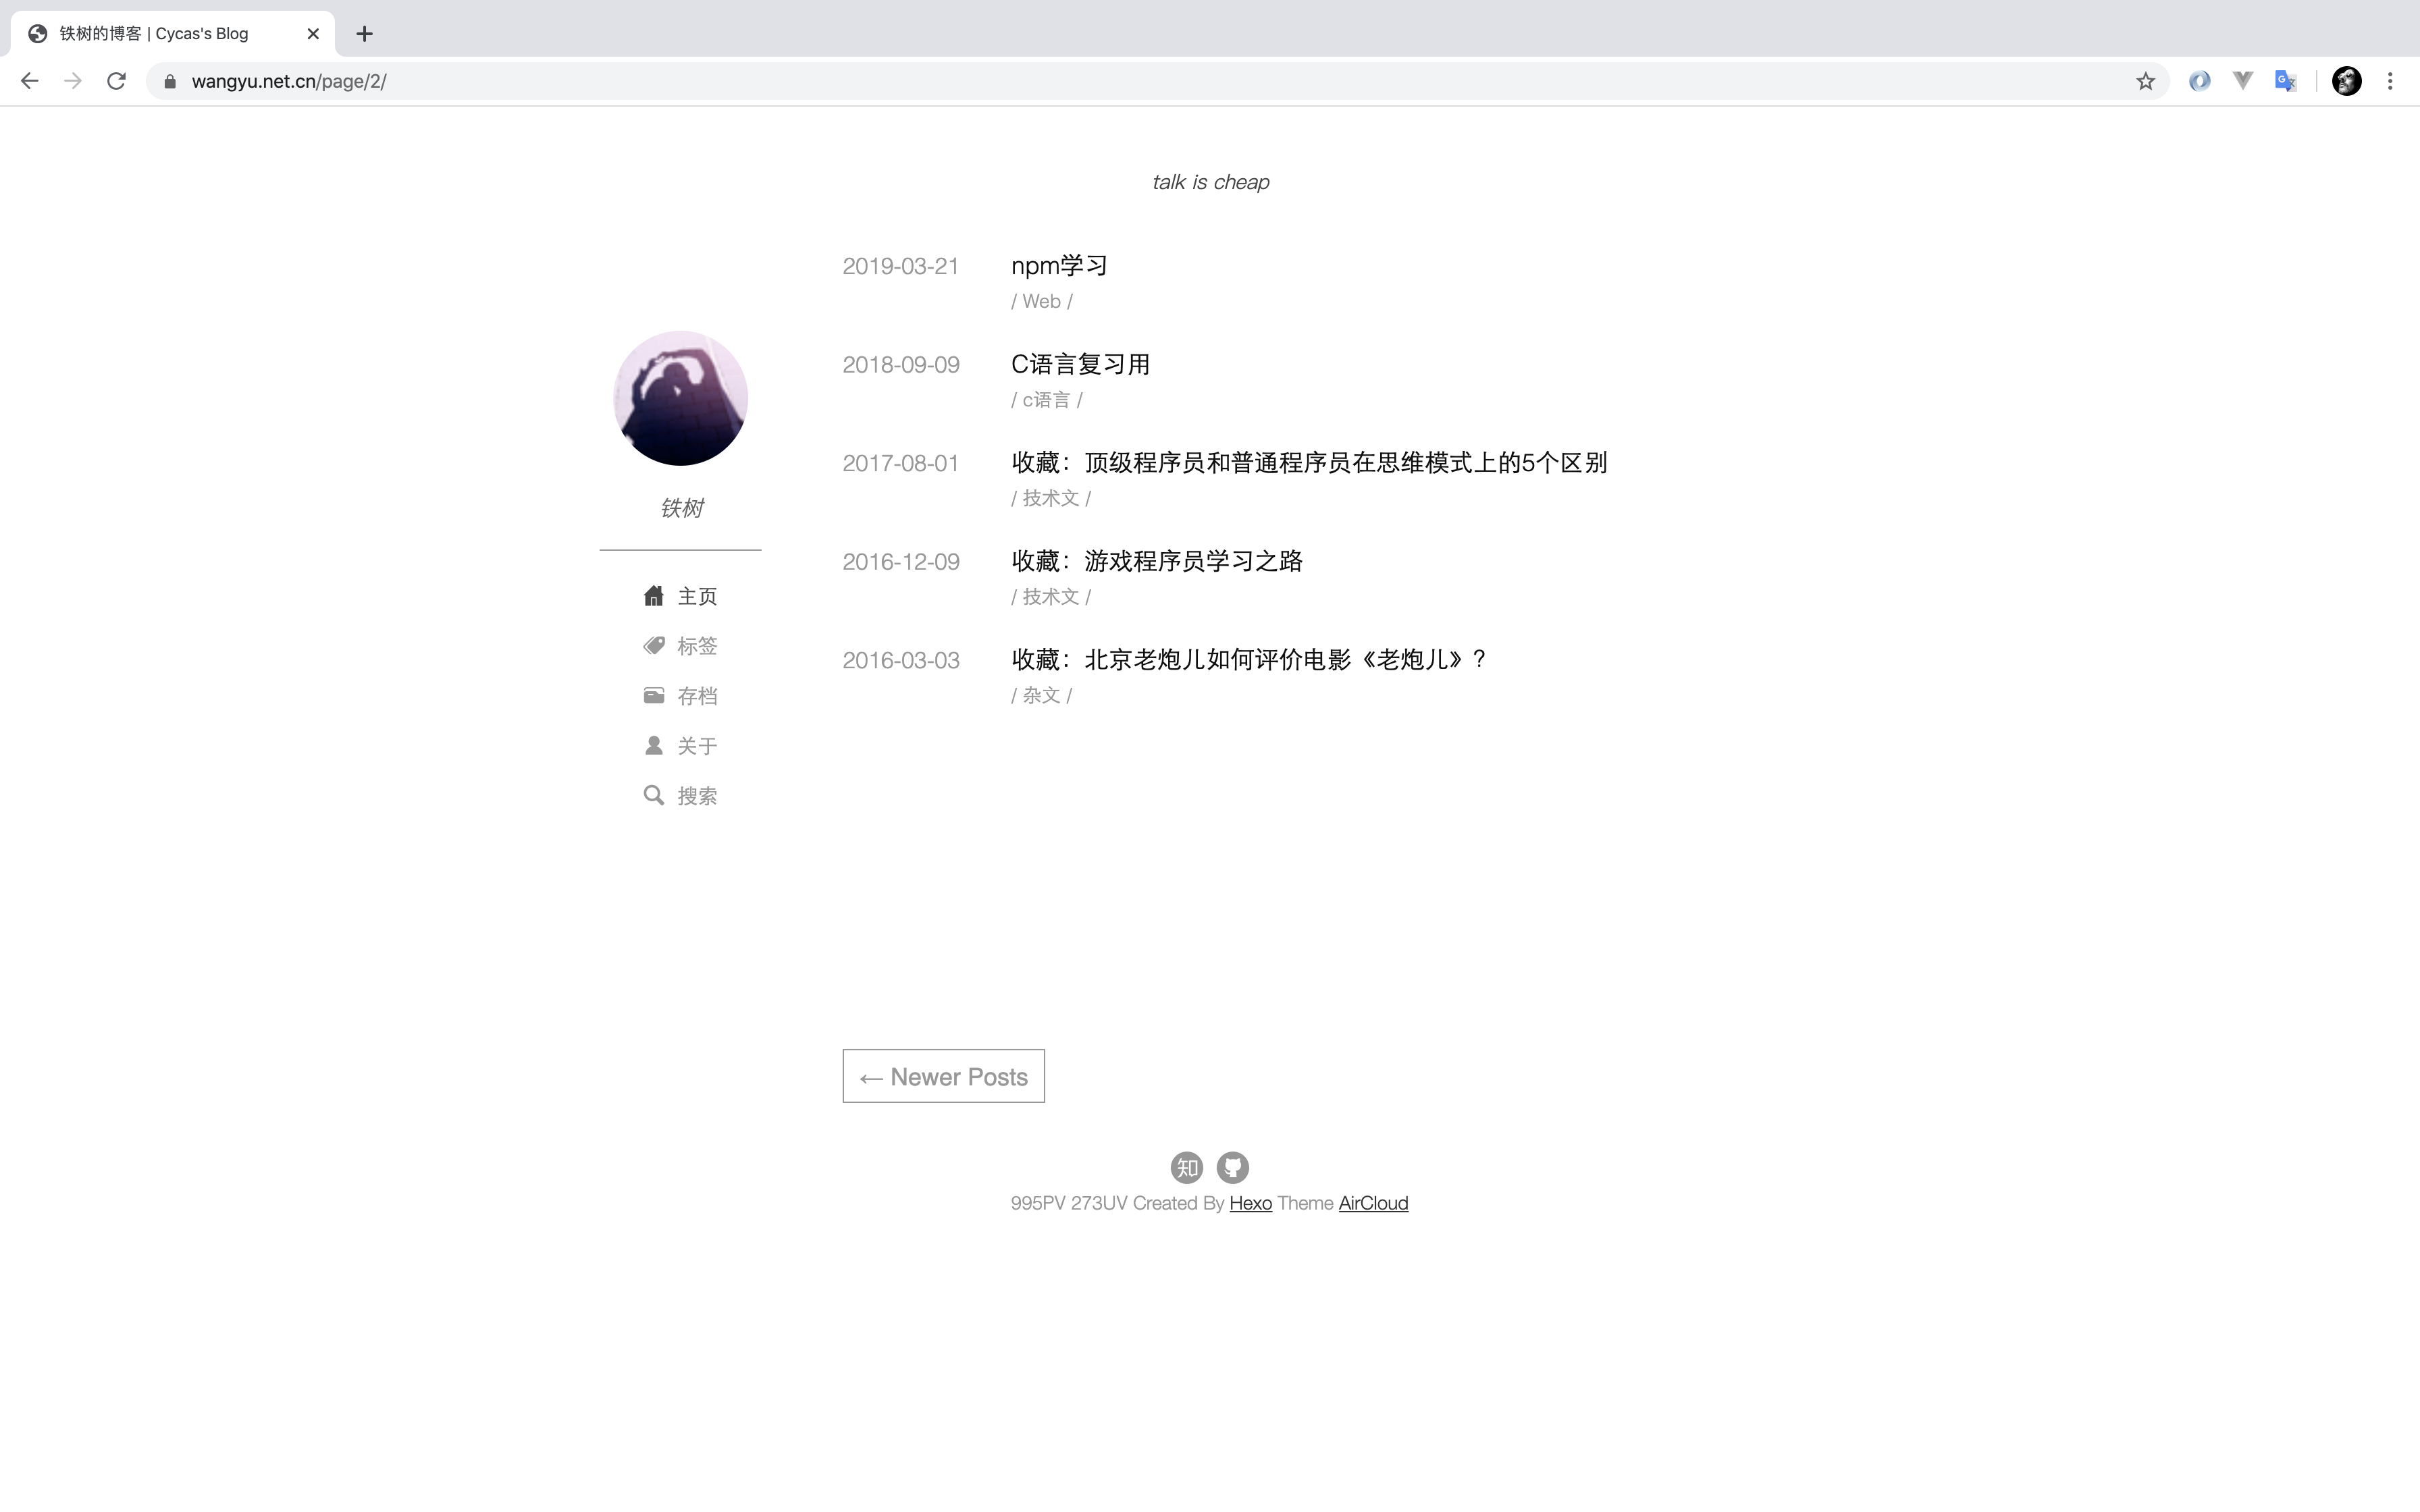 铁树的博客 | Cycas's Blog
wangyu.net.cn/page/2/
talk is cheap
铁树
主页
标签
存档
关于
搜索
2019-03-21 npm学习
/ Web /
2018-09-09 C语言复习用
/ c语言 /
2017-08-01 收藏：顶级程序员和普通程序员在思维模式上的5个区别
/ 技术文 /
2016-12-09 收藏：游戏程序员学习之路
/ 技术文 /
2016-03-03 收藏：北京老炮儿如何评价电影《老炮儿》？
/ 杂文 /
← Newer Posts
知
995PV 273UV Created By Hexo Theme AirCloud